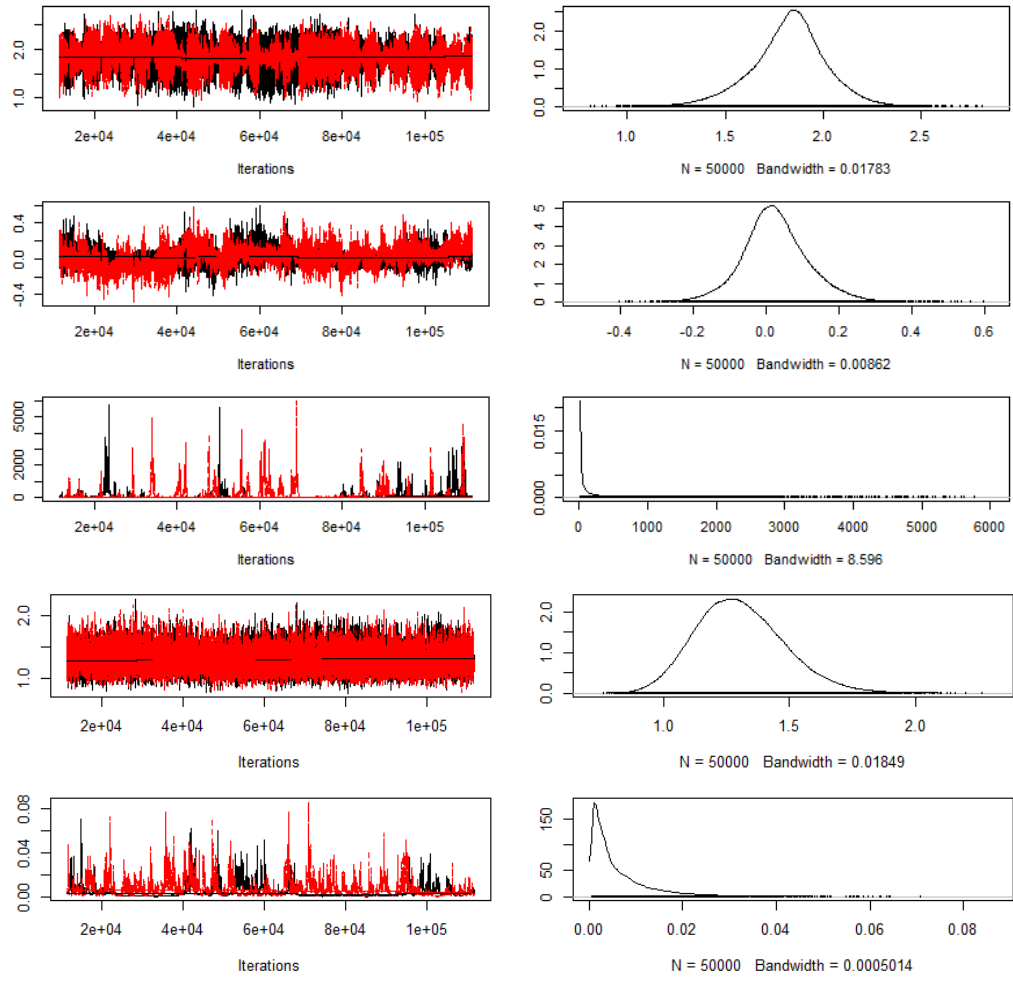 1.0 2.0
2e+04 4e+04 6e+04 8e+04 1e+05
Iterations
0.0 1.0 2.0
1.0 1.5 2.0 2.5
N = 50000 Bandwidth = 0.01783
-0.4 0.0 0.4
2e+04 4e+04 6e+04 8e+04 1e+05
Iterations
0 1 2 3 4 5
-0.4 -0.2 0.0 0.2 0.4 0.6
N = 50000 Bandwidth = 0.00862
0 2000 5000
2e+04 4e+04 6e+04 8e+04 1e+05
Iterations
0.000 0.015
0 1000 2000 3000 4000 5000 6000
N = 50000 Bandwidth = 8.596
1.0 2.0
2e+04 4e+04 6e+04 8e+04 1e+05
Iterations
0.0 1.0 2.0
1.0 1.5 2.0
N = 50000 Bandwidth = 0.01849
0.00 0.04 0.08
2e+04 4e+04 6e+04 8e+04 1e+05
Iterations
0 50 150
0.00 0.02 0.04 0.06 0.08
N = 50000 Bandwidth = 0.0005014